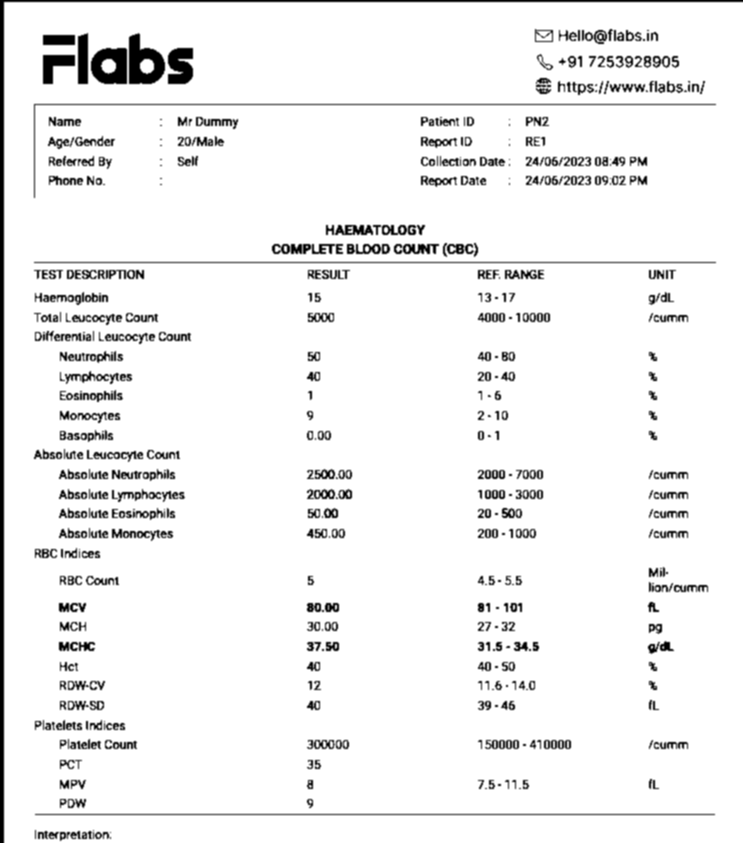 Flabs
Hello@flabs.in
+91 7253928905
https://www.flabs.in/
Name : Mr Dummy Patient ID : PN2
Age/Gender : 20/Male Report ID : RE1
Referred By : Self Collection Date : 24/06/2023 08:49 PM
Phone No. : Report Date : 24/06/2023 09:02 PM
HAEMATOLOGY
COMPLETE BLOOD COUNT (CBC)
TEST DESCRIPTION RESULT REF. RANGE UNIT
Haemoglobin 15 13 - 17 g/dL
Total Leucocyte Count 5000 4000 - 10000 /cumm
Differential Leucocyte Count
Neutrophils 50 40 - 80 %
Lymphocytes 40 20 - 40 %
Eosinophils 1 1 - 6 %
Monocytes 9 2 - 10 %
Basophils 0.00 0 - 1 %
Absolute Leucocyte Count
Absolute Neutrophils 2500.00 2000 - 7000 /cumm
Absolute Lymphocytes 2000.00 1000 - 3000 /cumm
Absolute Eosinophils 50.00 20 - 500 /cumm
Absolute Monocytes 450.00 200 - 1000 /cumm
RBC Indices
RBC Count 5 4.5 - 5.5 Mil-
lion/cumm
MCV 80.00 81 - 101 fL
MCH 30.00 27 - 32 pg
MCHC 37.50 31.5 - 34.5 g/dL
Hct 40 40 - 50 %
RDW-CV 12 11.6 - 14.0 %
RDW-SD 40 39 - 46 fL
Platelets Indices
Platelet Count 300000 150000 - 410000 /cumm
PCT 35
MPV 8 7.5 - 11.5 fL
PDW 9
Interpretation: